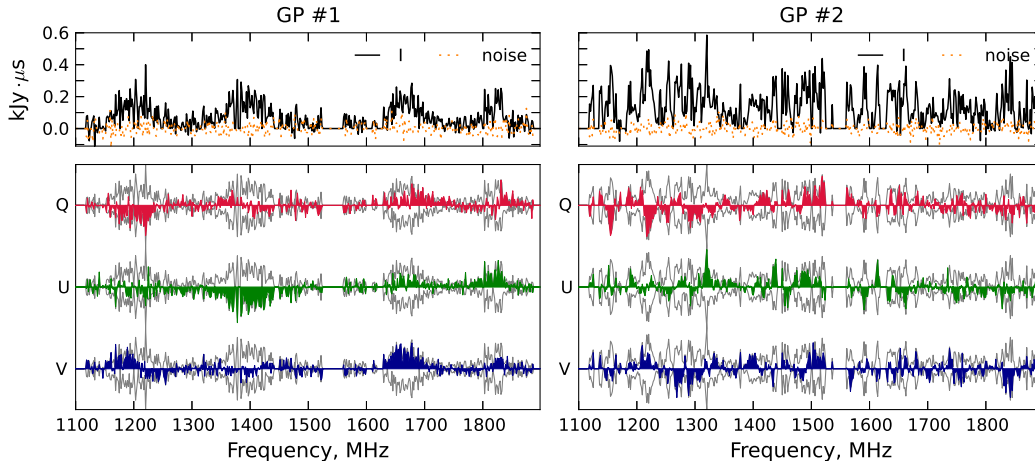 GP #1 GP #2
0.6
0.4
0.2
0.0
kJy · μs
I noise I noise
Q Q
U U
V V
1100 1200 1300 1400 1500 1600 1700 1800 1100 1200 1300 1400 1500 1600 1700 1800
Frequency, MHz Frequency, MHz